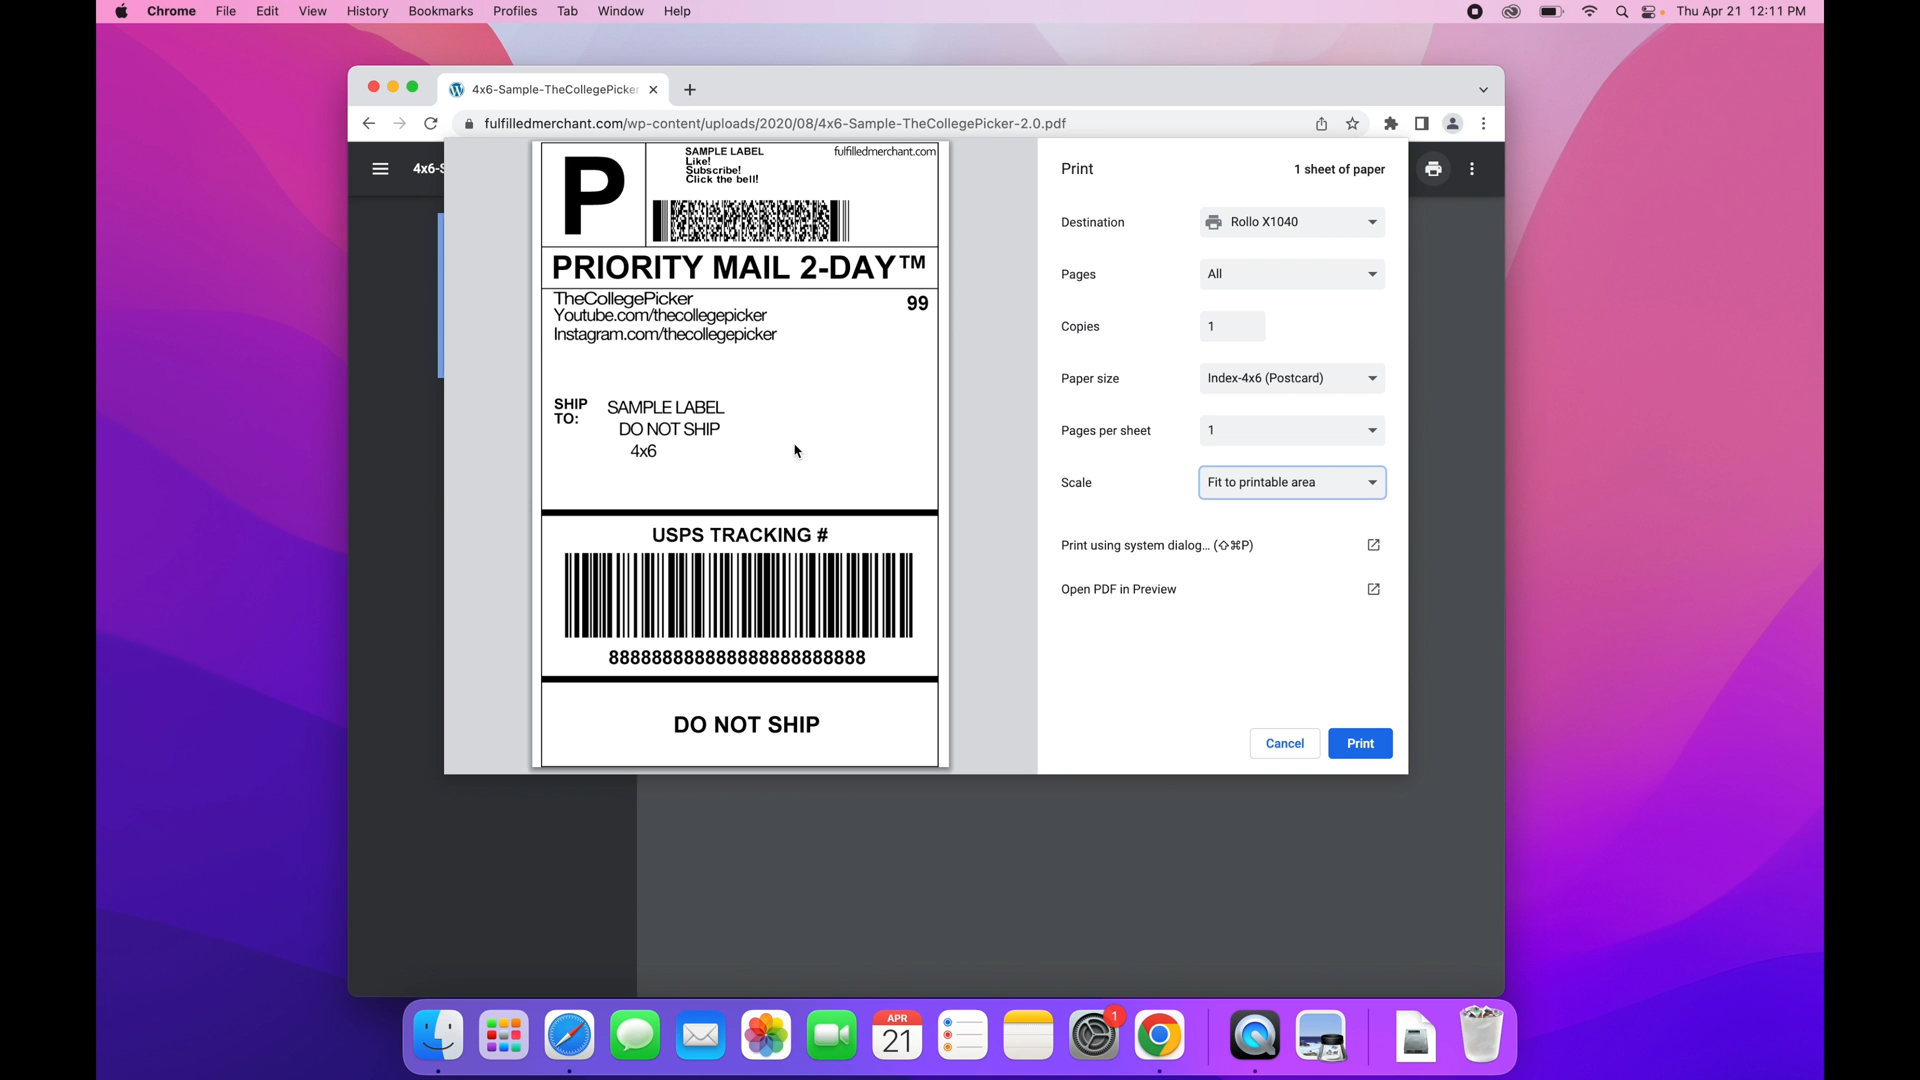 Chrome File Edit View History Bookmarks Profiles Tab Window Help
Thu Apr 21 12:11 PM
4x6-Sample-TheCollegePicker
fulfilledmerchant.com/wp-content/uploads/2020/08/4x6-Sample-TheCollegePicker-2.0.pdf
4x6-S
P
SAMPLE LABEL
Like!
Subscribe!
Click the bell!
fulfilledmerchant.com
PRIORITY MAIL 2-DAY™
TheCollegePicker
Youtube.com/thecollegepicker
Instagram.com/thecollegepicker
99
SHIP
TO:
SAMPLE LABEL
DO NOT SHIP
4x6
USPS TRACKING #
DO NOT SHIP
Print
1 sheet of paper
Destination
Rollo X1040
Pages
All
Copies
1
Paper size
Index-4x6 (Postcard)
Pages per sheet
1
Scale
Fit to printable area
Print using system dialog... (⇧⌘P)
Open PDF in Preview
Cancel
Print
APR
21
1